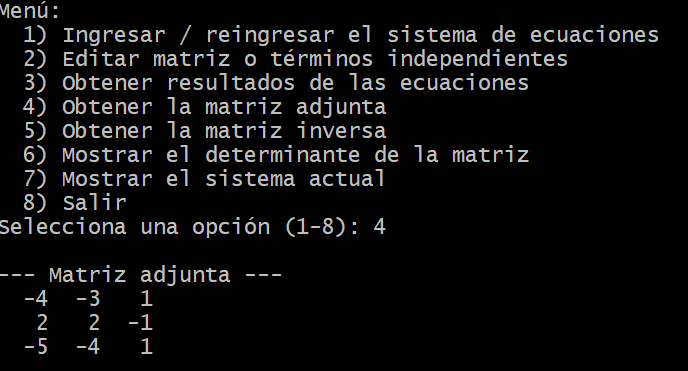 Menú:
  1) Ingresar / reingresar el sistema de ecuaciones
  2) Editar matriz o términos independientes
  3) Obtener resultados de las ecuaciones
  4) Obtener la matriz adjunta
  5) Obtener la matriz inversa
  6) Mostrar el determinante de la matriz
  7) Mostrar el sistema actual
  8) Salir
Selecciona una opción (1-8): 4
--- Matriz adjunta ---
  -4  -3   1
   2   2  -1
  -5  -4   1